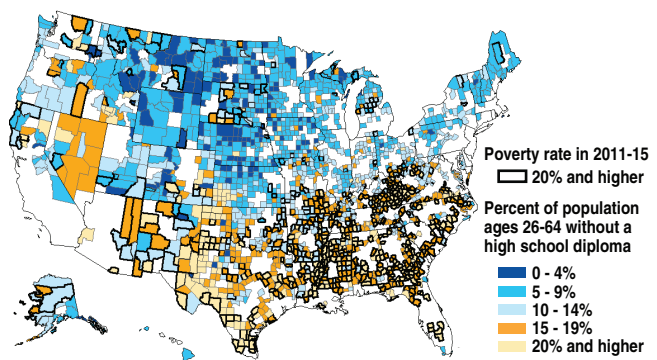 Poverty rate in 2011-15
20% and higher
Percent of population
ages 26-64 without a
high school diploma
0 - 4%
5 - 9%
10 - 14%
15 - 19%
20% and higher